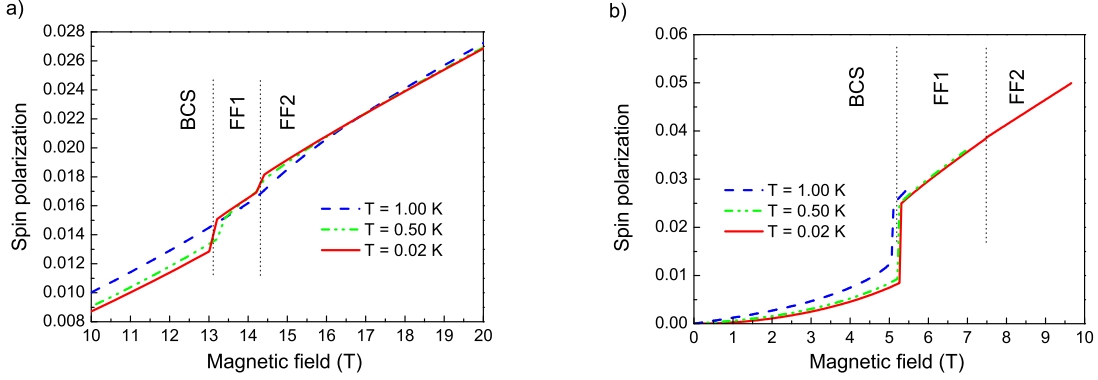 a)
0.028
0.026
0.024
0.022
0.020
0.018
0.016
0.014
0.012
0.010
0.008
Spin polarization
BCS
FF1
FF2
T = 1.00 K
T = 0.50 K
T = 0.02 K
10 11 12 13 14 15 16 17 18 19 20
Magnetic field (T)
b)
0.06
0.05
0.04
0.03
0.02
0.01
0.00
Spin polarization
BCS
FF1
FF2
T = 1.00 K
T = 0.50 K
T = 0.02 K
0 1 2 3 4 5 6 7 8 9 10
Magnetic field (T)